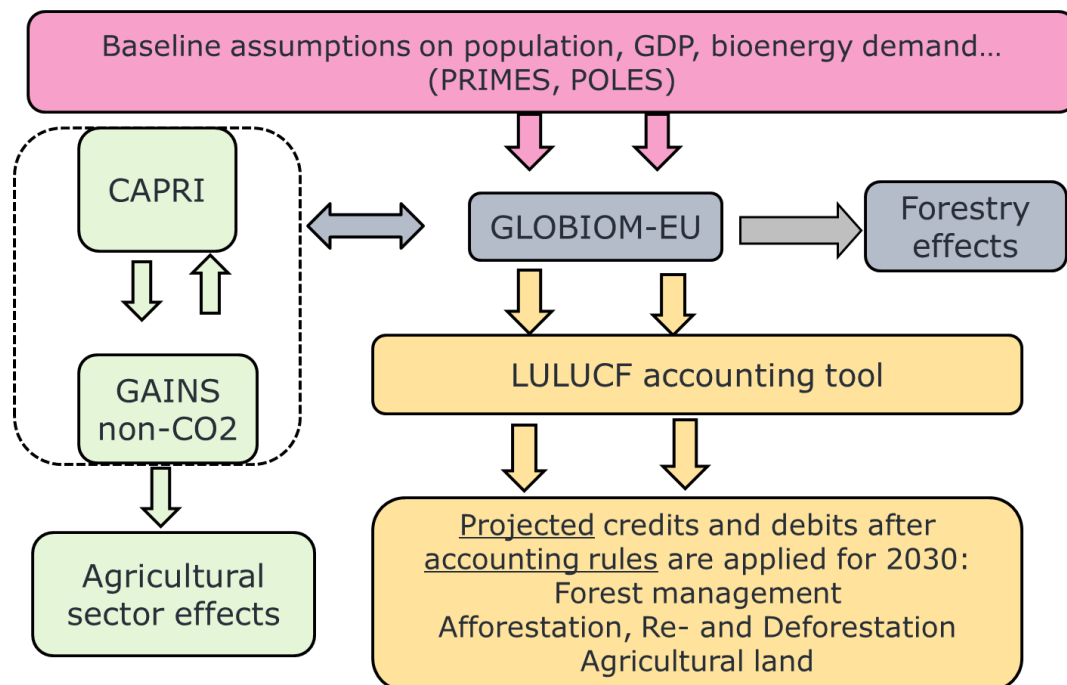 Baseline assumptions on population, GDP, bioenergy demand…
(PRIMES, POLES)
CAPRI
GLOBIOM-EU
Forestry
effects
LULUCF accounting tool
GAINS
non-CO2
Agricultural
sector effects
Projected credits and debits after
accounting rules are applied for 2030:
Forest management
Afforestation, Re- and Deforestation
Agricultural land